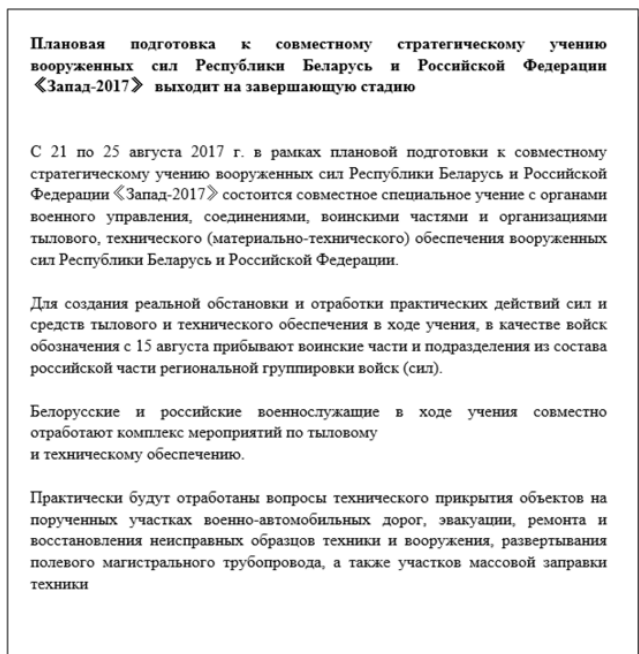 Плановая подготовка к совместному стратегическому учению
вооруженных сил Республики Беларусь и Российской Федерации
《Запад-2017》 выходит на завершающую стадию
С 21 по 25 августа 2017 г. в рамках плановой подготовки к совместному
стратегическому учению вооруженных сил Республики Беларусь и Российской
Федерации《Запад-2017》состоится совместное специальное учение с органами
военного управления, соединениями, воинскими частями и организациями
тылового, технического (материально-технического) обеспечения вооруженных
сил Республики Беларусь и Российской Федерации.
Для создания реальной обстановки и отработки практических действий сил и
средств тылового и технического обеспечения в ходе учения, в качестве войск
обозначения с 15 августа прибывают воинские части и подразделения из состава
российской части региональной группировки войск (сил).
Белорусские и российские военнослужащие в ходе учения совместно
отработают комплекс мероприятий по тыловому
и техническому обеспечению.
Практически будут отработаны вопросы технического прикрытия объектов на
порученных участках военно-автомобильных дорог, эвакуации, ремонта и
восстановления неисправных образцов техники и вооружения, развертывания
полевого магистрального трубопровода, а также участков массовой заправки
техники